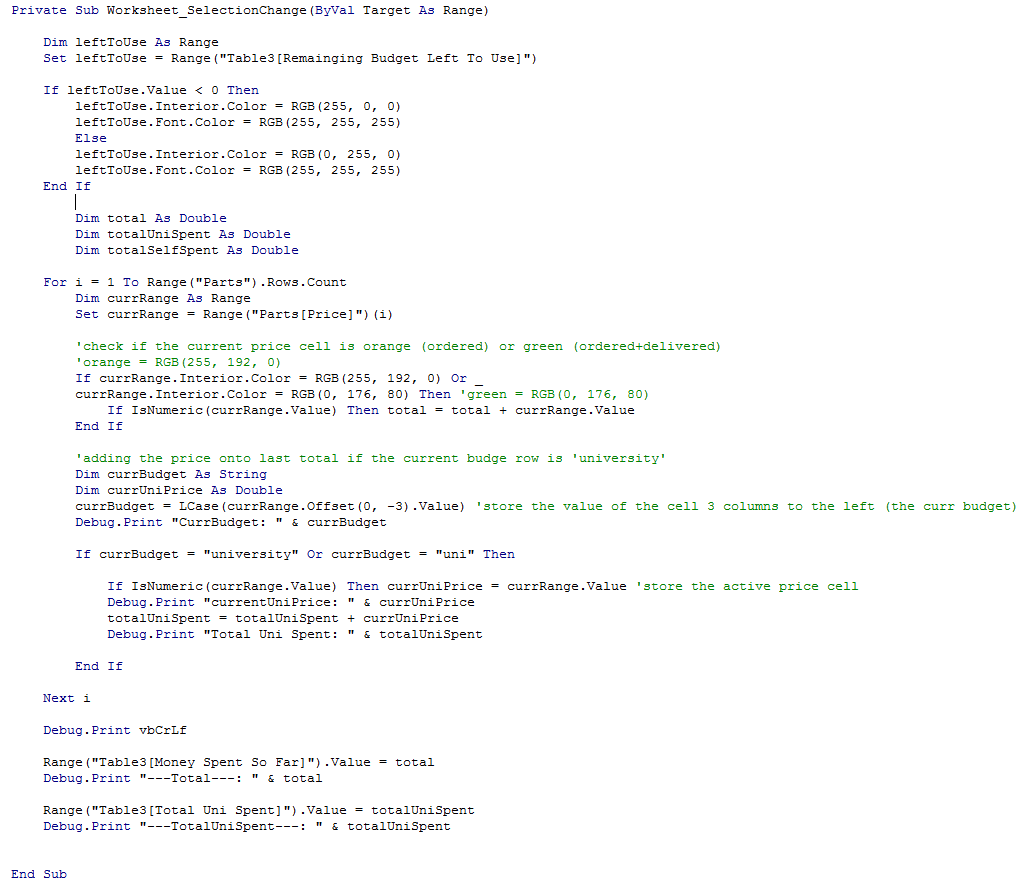 Private Sub Worksheet_SelectionChange(ByVal Target As Range)
Dim leftToUse As Range
Set leftToUse = Range("Table3[Remainging Budget Left To Use]")
If leftToUse.Value < 0 Then
leftToUse.Interior.Color = RGB(255, 0, 0)
leftToUse.Font.Color = RGB(255, 255, 255)
Else
leftToUse.Interior.Color = RGB(0, 255, 0)
leftToUse.Font.Color = RGB(255, 255, 255)
End If
Dim total As Double
Dim totalUniSpent As Double
Dim totalSelfSpent As Double
For i = 1 To Range("Parts").Rows.Count
Dim currRange As Range
Set currRange = Range("Parts[Price]")(i)
'check if the current price cell is orange (ordered) or green (ordered+delivered)
'orange = RGB(255, 192, 0)
If currRange.Interior.Color = RGB(255, 192, 0) Or _
currRange.Interior.Color = RGB(0, 176, 80) Then 'green = RGB(0, 176, 80)
If IsNumeric(currRange.Value) Then total = total + currRange.Value
End If
'adding the price onto last total if the current budge row is 'university'
Dim currBudget As String
Dim currUniPrice As Double
currBudget = LCase(currRange.Offset(0, -3).Value) 'store the value of the cell 3 columns to the left (the curr budget)
Debug.Print "CurrBudget: " & currBudget
If currBudget = "university" Or currBudget = "uni" Then
If IsNumeric(currRange.Value) Then currUniPrice = currRange.Value 'store the active price cell
Debug.Print "currentUniPrice: " & currUniPrice
totalUniSpent = totalUniSpent + currUniPrice
Debug.Print "Total Uni Spent: " & totalUniSpent
End If
Next i
Debug.Print vbCrLf
Range("Table3[Money Spent So Far]").Value = total
Debug.Print "---Total---: " & total
Range("Table3[Total Uni Spent]").Value = totalUniSpent
Debug.Print "---TotalUniSpent---: " & totalUniSpent
End Sub